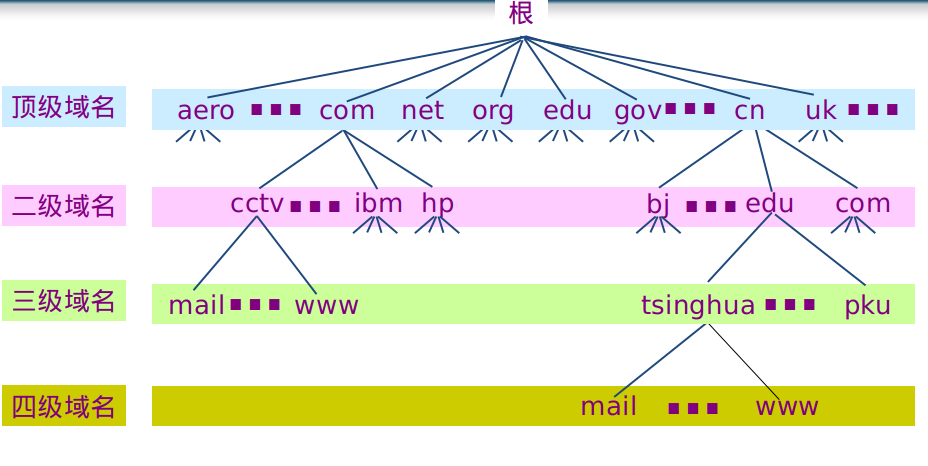 根
顶级域名 aero ▪▪▪ com net org edu gov ▪▪▪ cn uk ▪▪▪
二级域名 cctv ▪▪▪ ibm hp bj ▪▪▪ edu com
三级域名 mail ▪▪▪ www tsinghua ▪▪▪ pku
四级域名 mail ▪▪▪ www